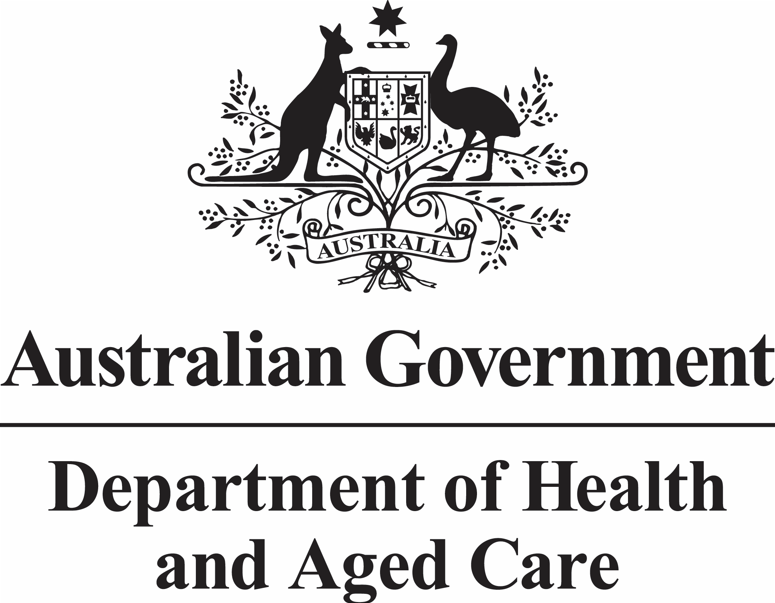 AUSTRALIA
Australian Government
Department of Health
and Aged Care